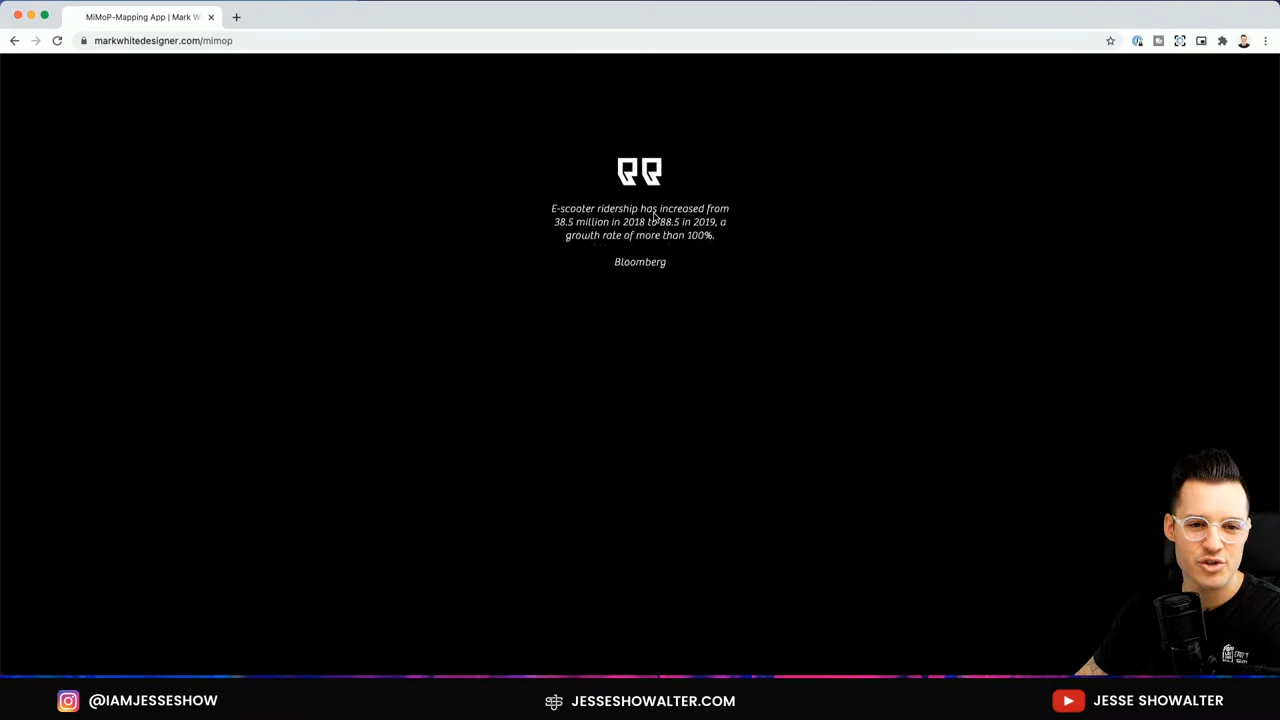 MiMoP-Mapping App | Mark W
markwhitedesigner.com/mimop
E-scooter ridership has increased from
38.5 million in 2018 to 88.5 in 2019, a
growth rate of more than 100%.
Bloomberg
@IAMJESSESHOW
JESSESHOWALTER.COM
JESSE SHOWALTER